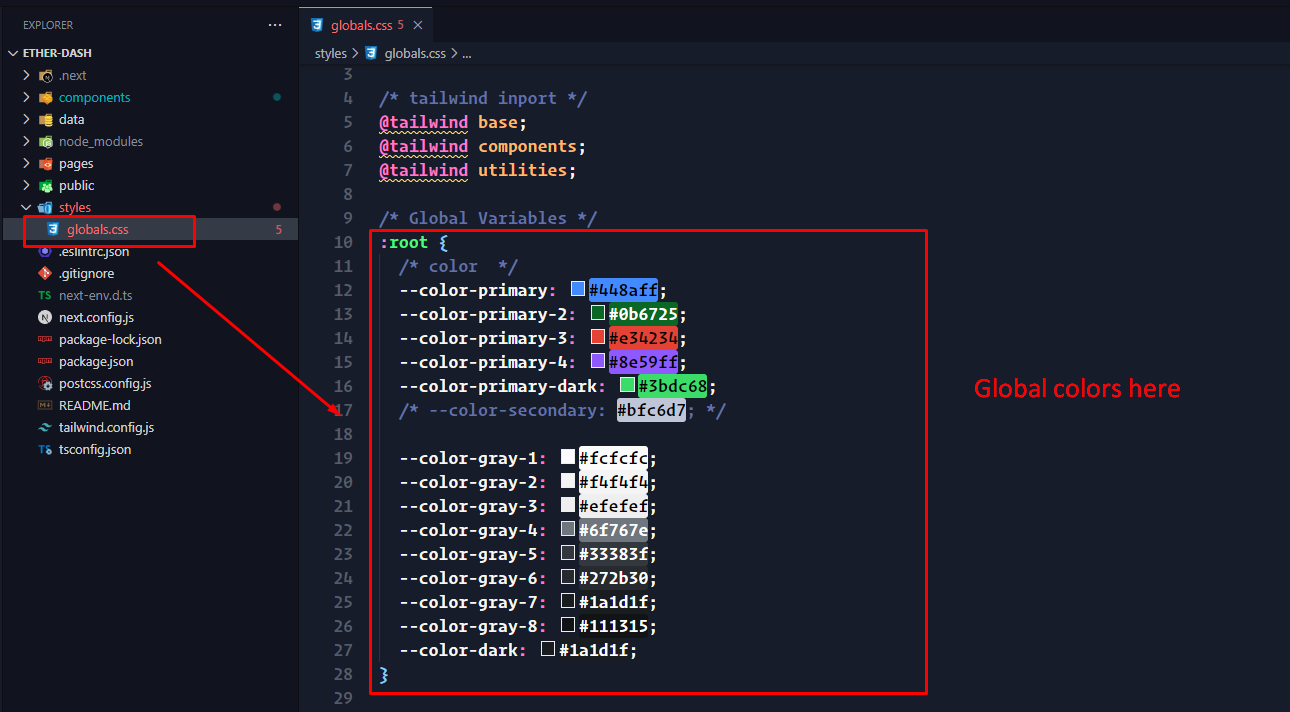 EXPLORER
...
ETHER-DASH
.next
components
data
node_modules
pages
public
styles
globals.css 5
.eslintrc.json
.gitignore
TS next-env.d.ts
N next.config.js
package-lock.json
package.json
postcss.config.js
README.md
tailwind.config.js
TS tsconfig.json
globals.css 5
styles > globals.css > ...
3
4 /* tailwind inport */
5 @tailwind base;
6 @tailwind components;
7 @tailwind utilities;
8
9 /* Global Variables */
10 :root {
11 /* color  */
12 --color-primary: #448aff;
13 --color-primary-2: #0b6725;
14 --color-primary-3: #e34234;
15 --color-primary-4: #8e59ff;
16 --color-primary-dark: #3bdc68;
17 /* --color-secondary: #bfc6d7; */
18
19 --color-gray-1: #fcfcfc;
20 --color-gray-2: #f4f4f4;
21 --color-gray-3: #efefef;
22 --color-gray-4: #6f767e;
23 --color-gray-5: #33383f;
24 --color-gray-6: #272b30;
25 --color-gray-7: #1a1d1f;
26 --color-gray-8: #111315;
27 --color-dark: #1a1d1f;
28 }
29
Global colors here